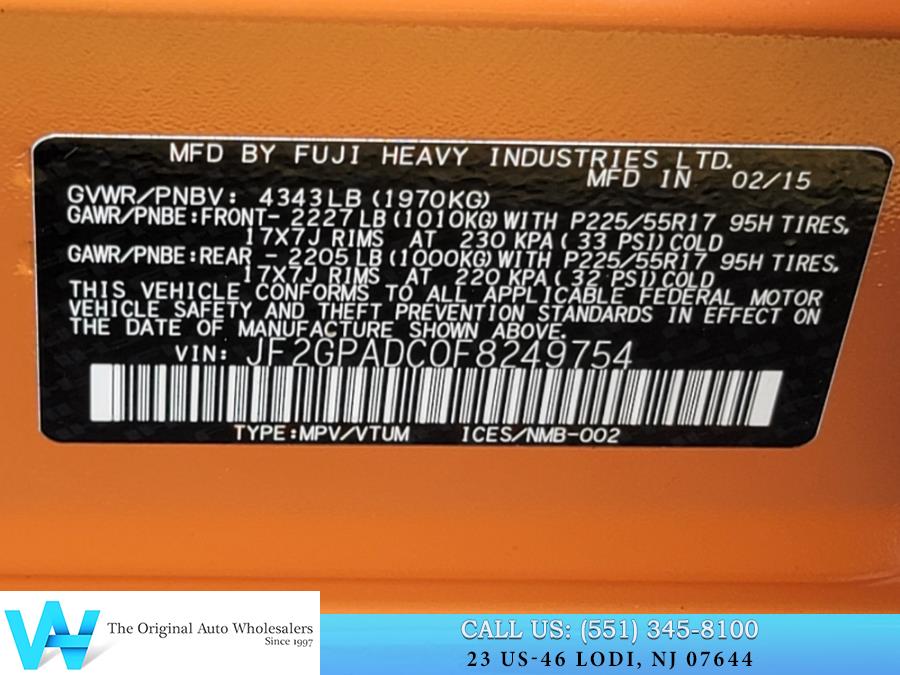 MFD BY FUJI HEAVY INDUSTRIES LTD.
MFD IN 02/15
GVWR/PNBV: 4343LB (1970KG)
GAWR/PNBE:FRONT- 2227LB (1010KG) WITH P225/55R17 95H TIRES,
17X7J RIMS AT 230 KPA( 33 PSI) COLD
GAWR/PNBE:REAR - 2205LB (1000KG) WITH P225/55R17 95H TIRES,
17X7J RIMS AT 220 KPA( 32 PSI) COLD
THIS VEHICLE CONFORMS TO ALL APPLICABLE FEDERAL MOTOR
VEHICLE SAFETY AND THEFT PREVENTION STANDARDS IN EFFECT ON
THE DATE OF MANUFACTURE SHOWN ABOVE.
VIN: JF2GPADC0F8249754
TYPE:MPV/VTUM ICES/NMB-002
The Original Auto Wholesalers
Since 1997
CALL US: (551) 345-8100
23 US-46 LODI, NJ 07644